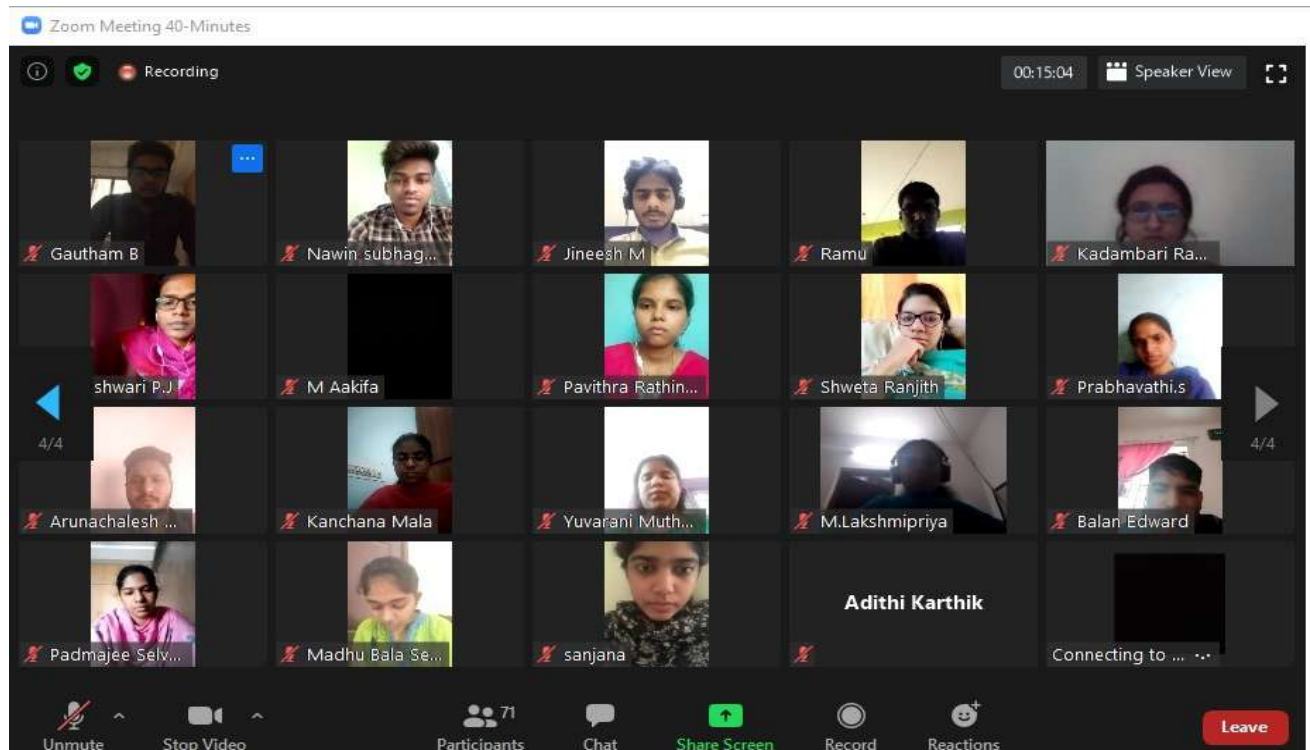 Zoom Meeting 40-Minutes
Recording
00:15:04
Speaker View
Gautham B
Nawin subhag...
Jineesh M
Ramu
Kadambari Ra...
shwari P.J
M Aakifa
Pavithra Rathin...
Shweta Ranjith
Prabhavathi.s
4/4
4/4
Arunachalesh ...
Kanchana Mala
Yuvarani Muth...
M.Lakshmipriya
Balan Edward
Padmajee Selv...
Madhu Bala Se...
sanjana
Adithi Karthik
Connecting to ...
Unmute
Stop Video
71
Participants
Chat
Share Screen
Record
Reactions
Leave